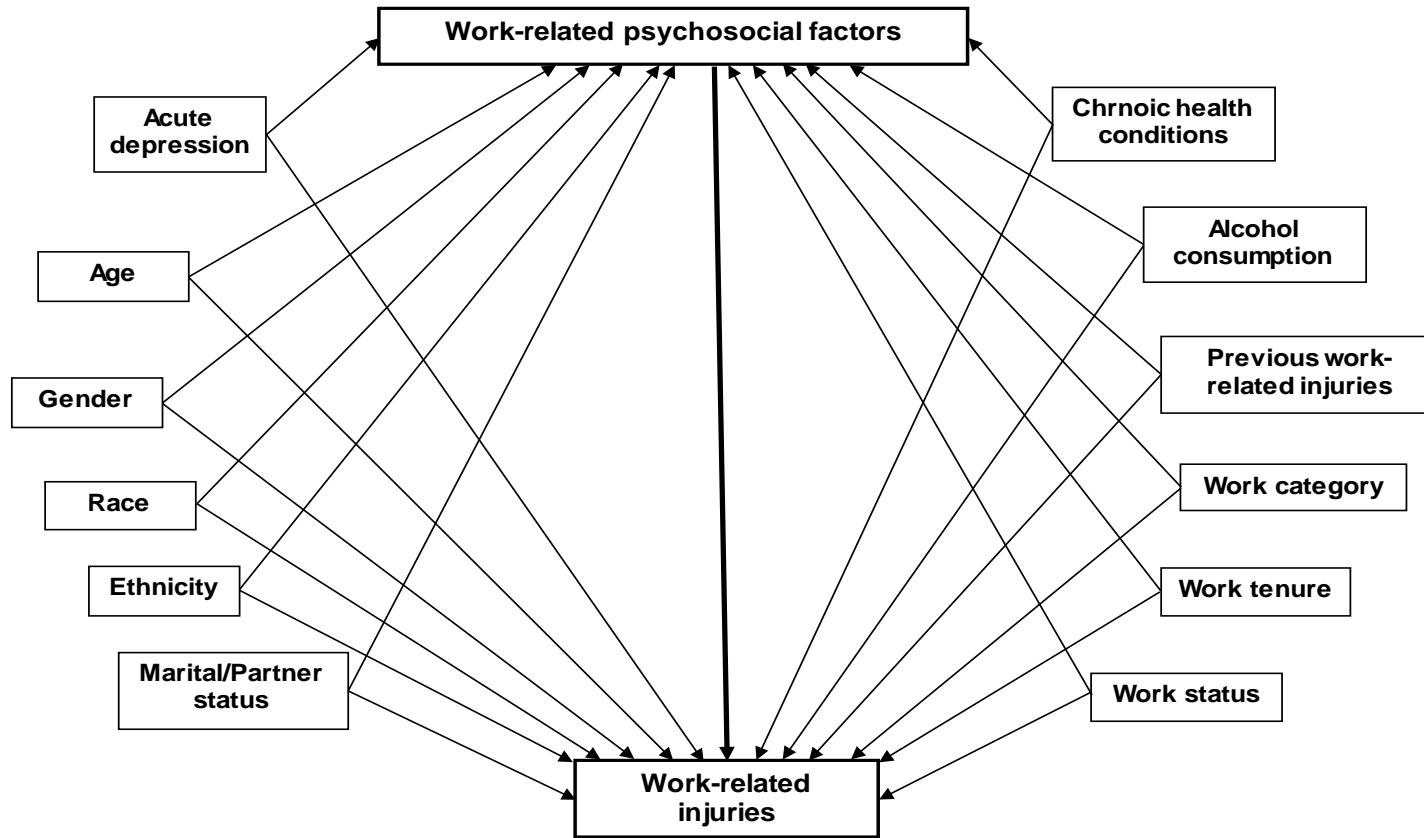 Work-related psychosocial factors
Acute
depression
Chrnoic health
conditions
Alcohol
consumption
Age
Previous work-
related injuries
Gender
Work category
Race
Ethnicity
Work tenure
Marital/Partner
status
Work status
Work-related
injuries